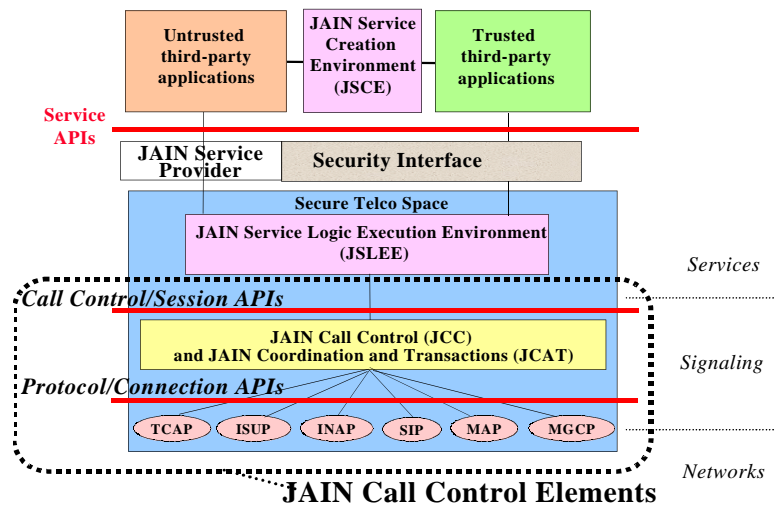 Untrusted
third-party
applications
JAIN Service
Creation
Environment
(JSCE)
Trusted
third-party
applications
Service
APIs
JAIN Service
Provider
Security Interface
Secure Telco Space
JAIN Service Logic Execution Environment
(JSLEE)
Services
Call Control/Session APIs
JAIN Call Control (JCC)
and JAIN Coordination and Transactions (JCAT)
Signaling
Protocol/Connection APIs
TCAP
ISUP
INAP
SIP
MAP
MGCP
Networks
JAIN Call Control Elements